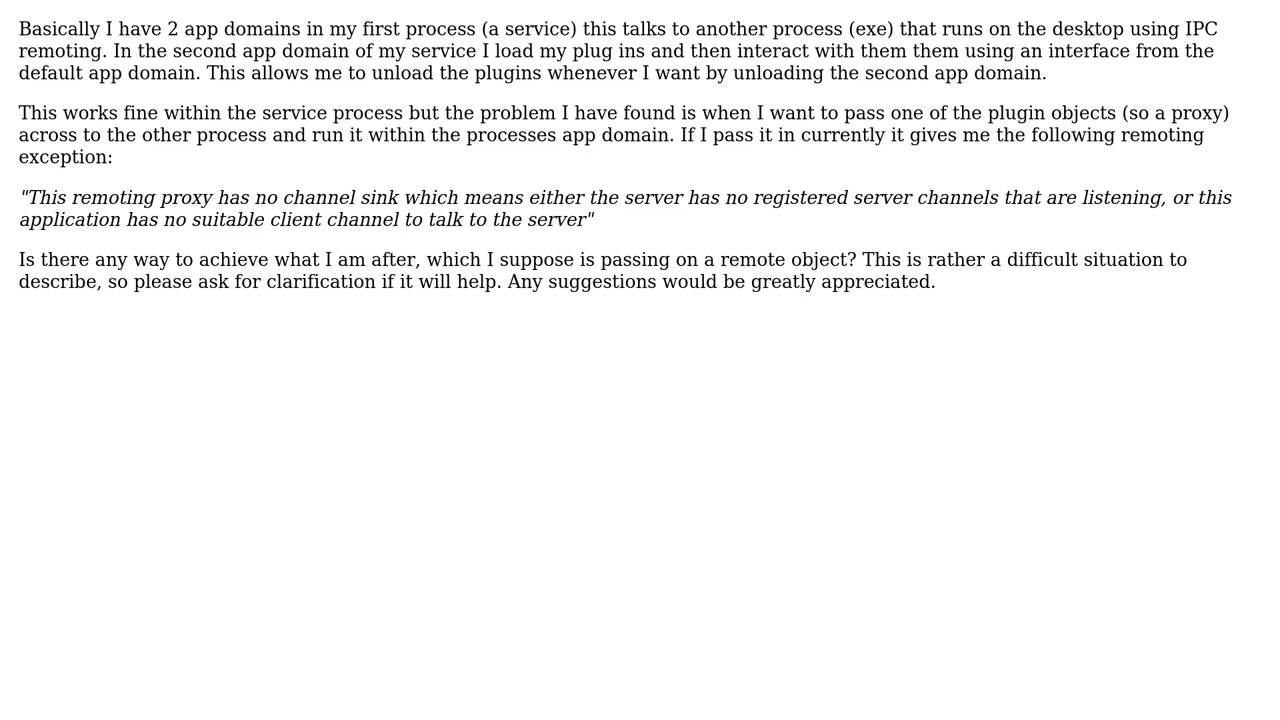 Basically I have 2 app domains in my first process (a service) this talks to another process (exe) that runs on the desktop using IPC
remoting. In the second app domain of my service I load my plug ins and then interact with them them using an interface from the
default app domain. This allows me to unload the plugins whenever I want by unloading the second app domain.
This works fine within the service process but the problem I have found is when I want to pass one of the plugin objects (so a proxy)
across to the other process and run it within the processes app domain. If I pass it in currently it gives me the following remoting
exception:
"This remoting proxy has no channel sink which means either the server has no registered server channels that are listening, or this
application has no suitable client channel to talk to the server"
Is there any way to achieve what I am after, which I suppose is passing on a remote object? This is rather a difficult situation to
describe, so please ask for clarification if it will help. Any suggestions would be greatly appreciated.